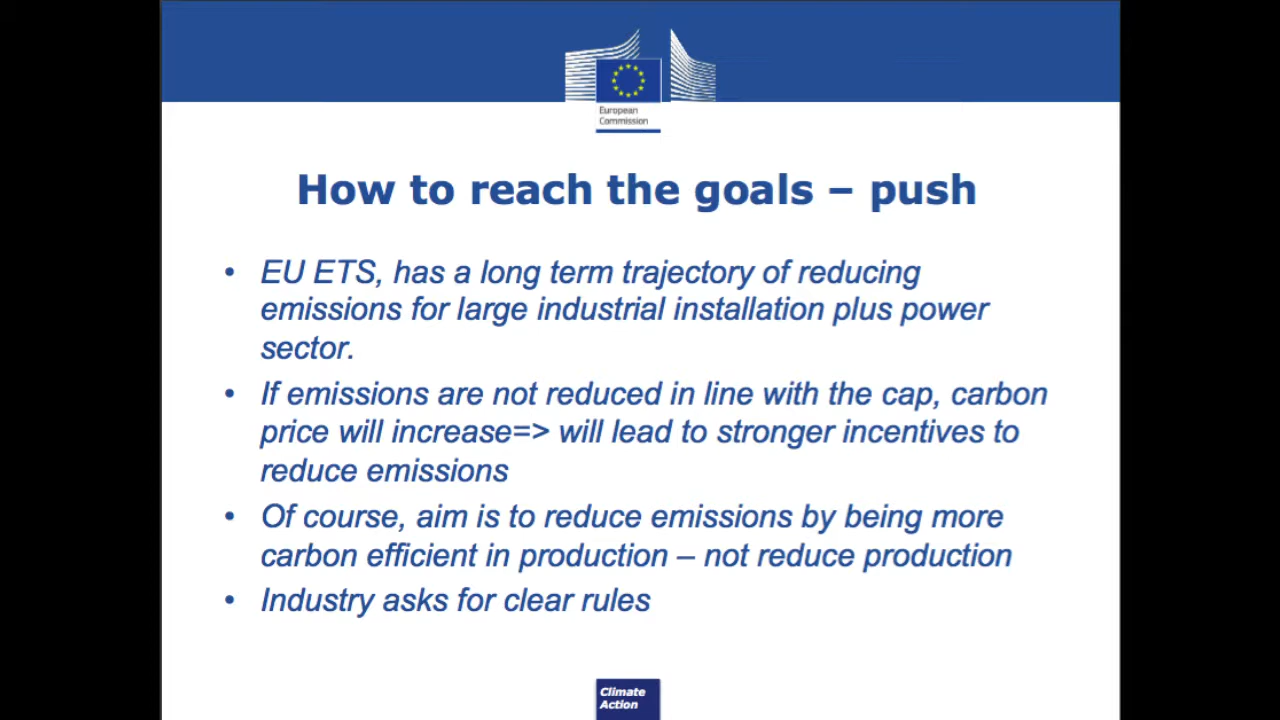 European
Commission
How to reach the goals – push
• EU ETS, has a long term trajectory of reducing
emissions for large industrial installation plus power
sector.
• If emissions are not reduced in line with the cap, carbon
price will increase=> will lead to stronger incentives to
reduce emissions
• Of course, aim is to reduce emissions by being more
carbon efficient in production – not reduce production
• Industry asks for clear rules
Climate
Action